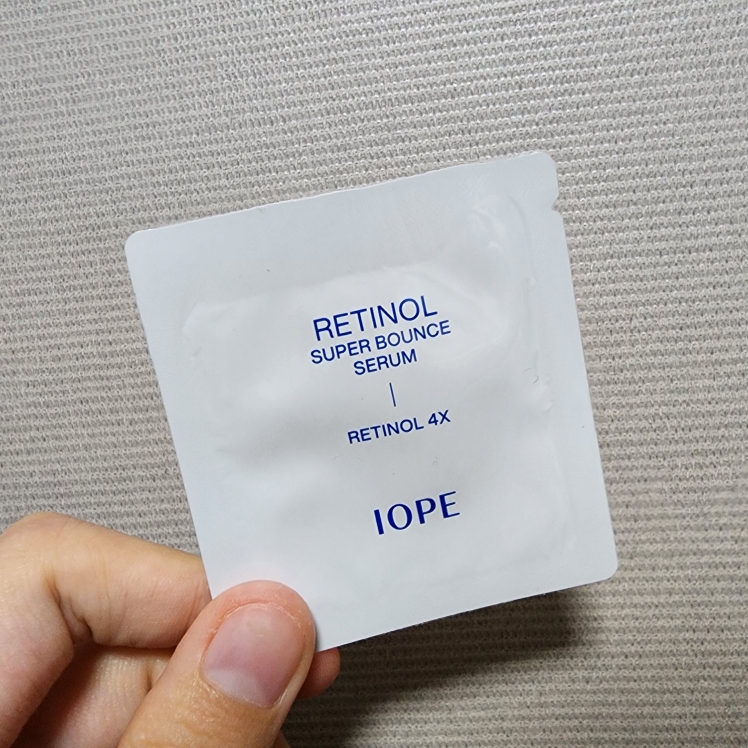 RETINOL
SUPER BOUNCE
SERUM
RETINOL 4X
IOPE